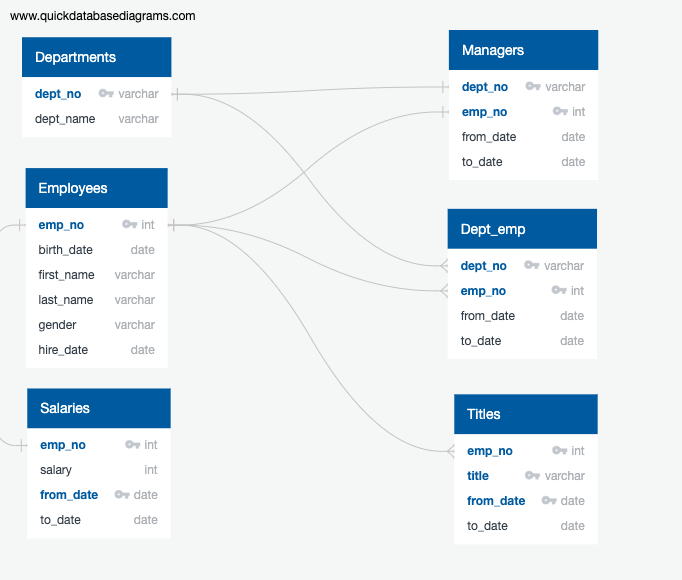 www.quickdatabasediagrams.com
Departments
dept_no varchar
dept_name varchar
Employees
emp_no int
birth_date date
first_name varchar
last_name varchar
gender varchar
hire_date date
Salaries
emp_no int
salary int
from_date date
to_date date
Managers
dept_no varchar
emp_no int
from_date date
to_date date
Dept_emp
dept_no varchar
emp_no int
from_date date
to_date date
Titles
emp_no int
title varchar
from_date date
to_date date